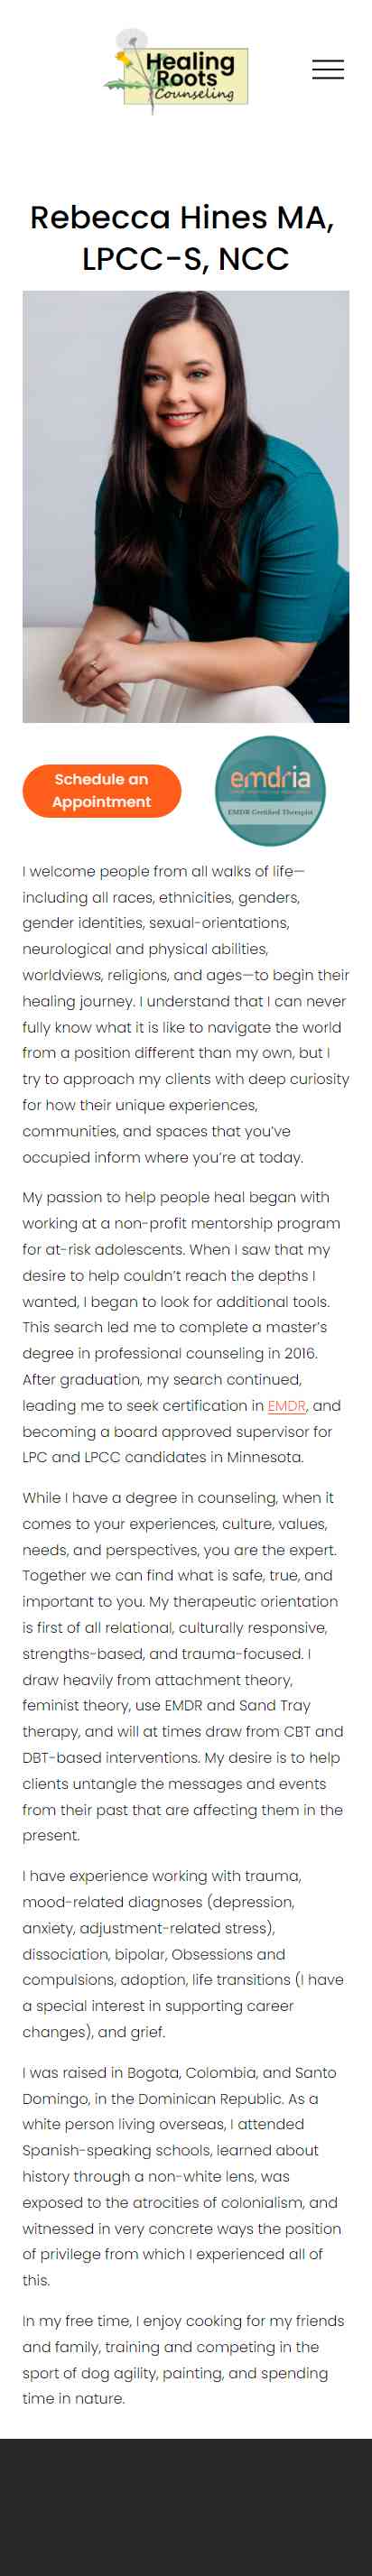 Healing
Roots
Counseling
Rebecca Hines MA,
LPCC-S, NCC
Schedule an
Appointment
emdria
EMDR Certified Therapist
I welcome people from all walks of life—
including all races, ethnicities, genders,
gender identities, sexual-orientations,
neurological and physical abilities,
worldviews, religions, and ages—to begin their
healing journey. I understand that I can never
fully know what it is like to navigate the world
from a position different than my own, but I
try to approach my clients with deep curiosity
for how their unique experiences,
communities, and spaces that you’ve
occupied inform where you’re at today.
My passion to help people heal began with
working at a non-profit mentorship program
for at-risk adolescents. When I saw that my
desire to help couldn’t reach the depths I
wanted, I began to look for additional tools.
This search led me to complete a master’s
degree in professional counseling in 2016.
After graduation, my search continued,
leading me to seek certification in EMDR, and
becoming a board approved supervisor for
LPC and LPCC candidates in Minnesota.
While I have a degree in counseling, when it
comes to your experiences, culture, values,
needs, and perspectives, you are the expert.
Together we can find what is safe, true, and
important to you. My therapeutic orientation
is first of all relational, culturally responsive,
strengths-based, and trauma-focused. I
draw heavily from attachment theory,
feminist theory, use EMDR and Sand Tray
therapy, and will at times draw from CBT and
DBT-based interventions. My desire is to help
clients untangle the messages and events
from their past that are affecting them in the
present.
I have experience working with trauma,
mood-related diagnoses (depression,
anxiety, adjustment-related stress),
dissociation, bipolar, Obsessions and
compulsions, adoption, life transitions (I have
a special interest in supporting career
changes), and grief.
I was raised in Bogota, Colombia, and Santo
Domingo, in the Dominican Republic. As a
white person living overseas, I attended
Spanish-speaking schools, learned about
history through a non-white lens, was
exposed to the atrocities of colonialism, and
witnessed in very concrete ways the position
of privilege from which I experienced all of
this.
In my free time, I enjoy cooking for my friends
and family, training and competing in the
sport of dog agility, painting, and spending
time in nature.